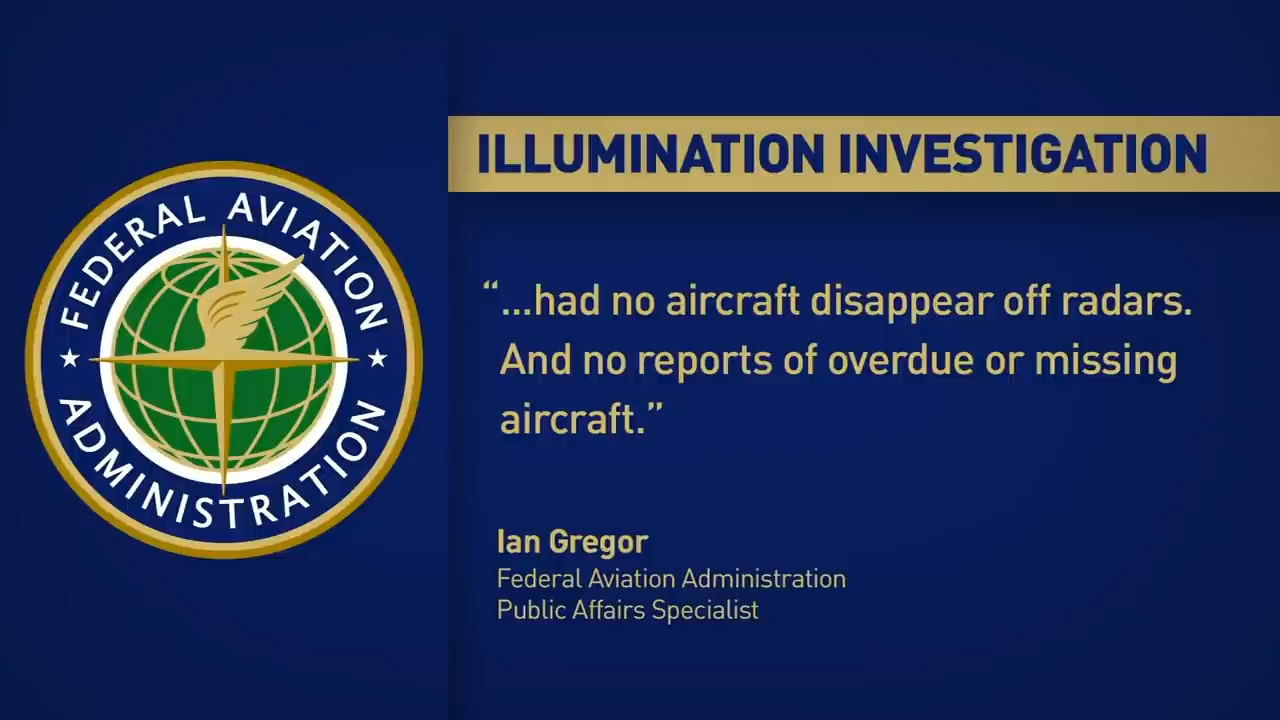 FEDERAL AVIATION
ADMINISTRATION
ILLUMINATION INVESTIGATION
“...had no aircraft disappear off radars.
And no reports of overdue or missing
aircraft.”
Ian Gregor
Federal Aviation Administration
Public Affairs Specialist